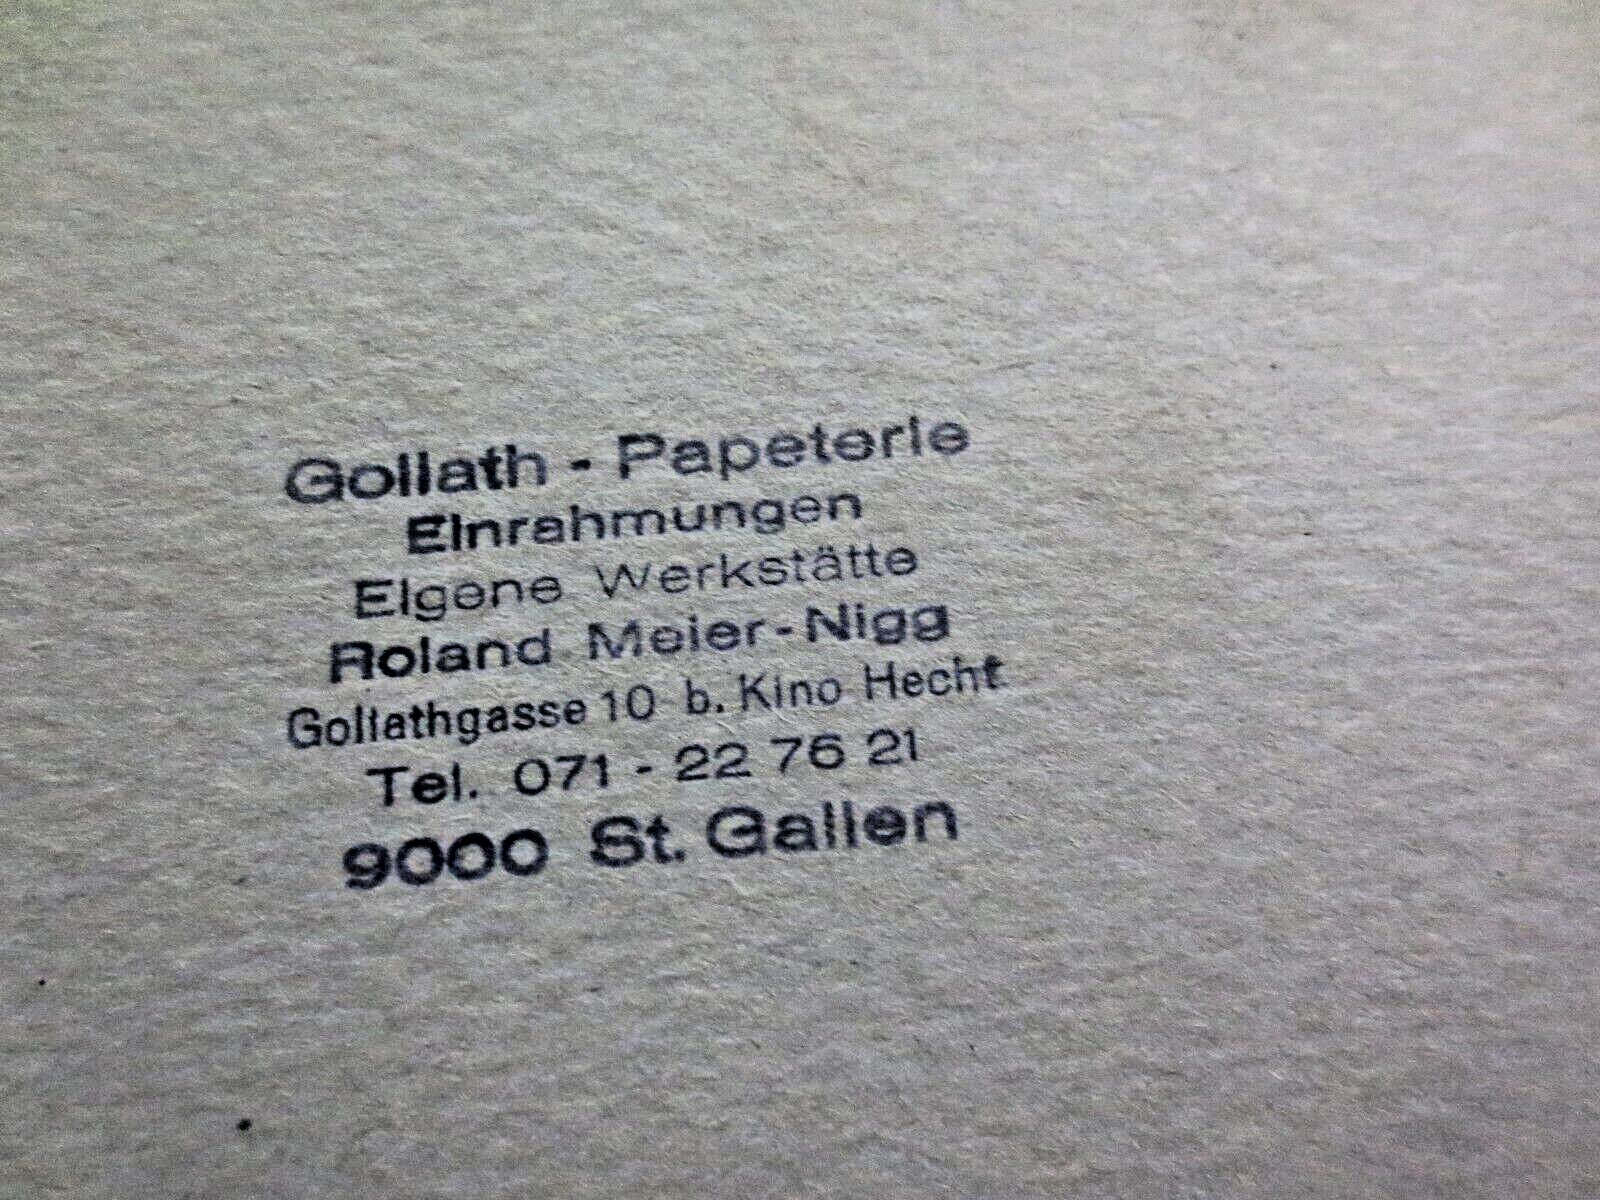 Goliath - Papeterie
Einrahmungen
Eigene Werkstätte
Roland Meier-Nigg
Goliathgasse 10 b. Kino Hecht
Tel. 071 - 22 76 21
9000 St. Gallen